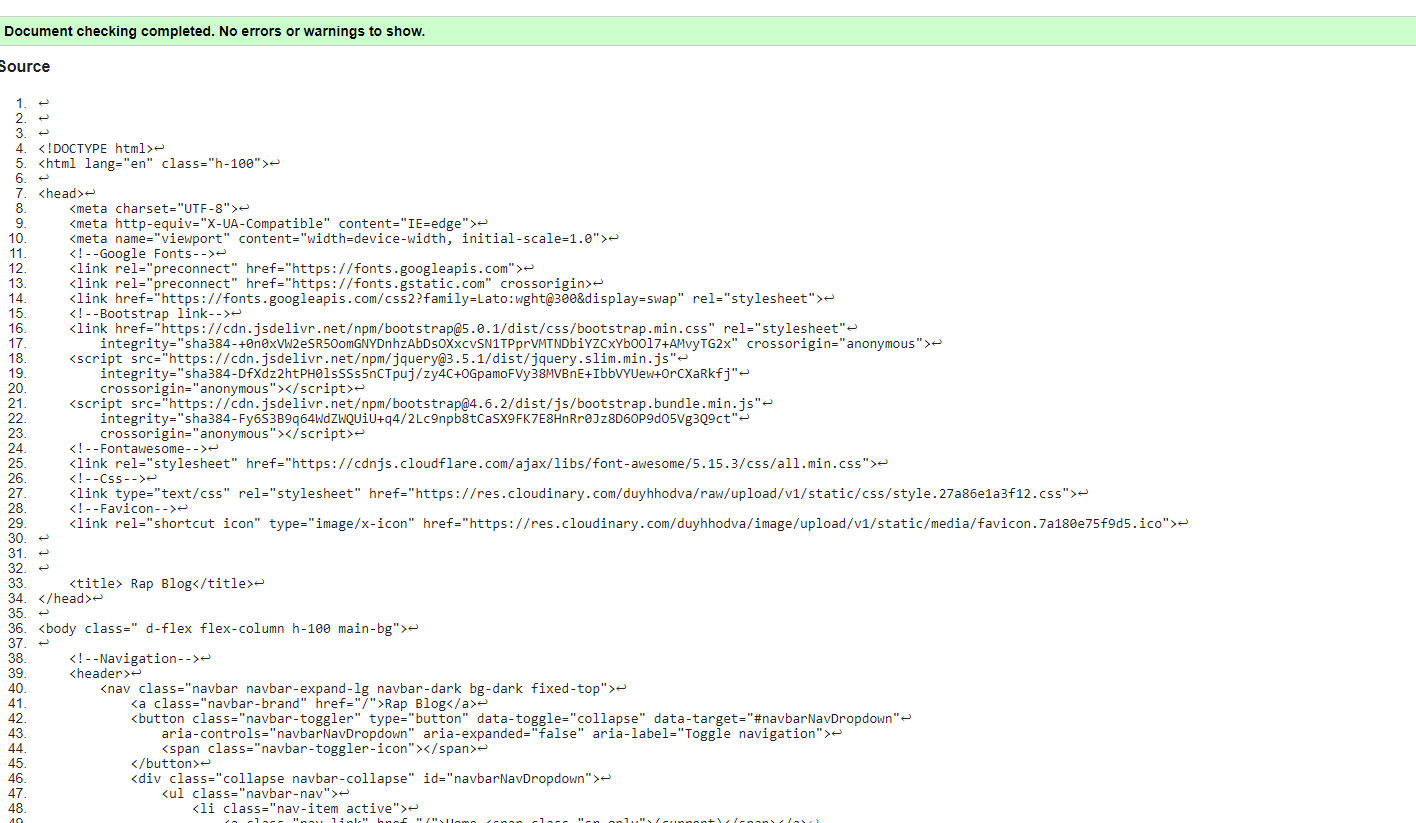 Document checking completed. No errors or warnings to show.
Source
1. ↩
2. ↩
3. ↩
4. <!DOCTYPE html>↩
5. <html lang="en" class="h-100">↩
6. ↩
7. <head>↩
8.     <meta charset="UTF-8">↩
9.     <meta http-equiv="X-UA-Compatible" content="IE=edge">↩
10.     <meta name="viewport" content="width=device-width, initial-scale=1.0">↩
11.     <!--Google Fonts-->↩
12.     <link rel="preconnect" href="https://fonts.googleapis.com">↩
13.     <link rel="preconnect" href="https://fonts.gstatic.com" crossorigin>↩
14.     <link href="https://fonts.googleapis.com/css2?family=Lato:wght@300&display=swap" rel="stylesheet">↩
15.     <!--Bootstrap link-->↩
16.     <link href="https://cdn.jsdelivr.net/npm/bootstrap@5.0.1/dist/css/bootstrap.min.css" rel="stylesheet"↩
17.         integrity="sha384-+0n0xVW2eSR5OomGNYDnhzAbDsOXxcvSN1TPprVMTNDbiYZCxYbOOl7+AMvyTG2x" crossorigin="anonymous">↩
18.     <script src="https://cdn.jsdelivr.net/npm/jquery@3.5.1/dist/jquery.slim.min.js"↩
19.         integrity="sha384-DfXdz2htPH0lsSSs5nCTpuj/zy4C+OGpamoFVy38MVBnE+IbbVYUew+OrCXaRkfj"↩
20.         crossorigin="anonymous"></script>↩
21.     <script src="https://cdn.jsdelivr.net/npm/bootstrap@4.6.2/dist/js/bootstrap.bundle.min.js"↩
22.         integrity="sha384-Fy6S3B9q64WdZWQUiU+q4/2Lc9npb8tCaSX9FK7E8HnRr0Jz8D6OP9dO5Vg3Q9ct"↩
23.         crossorigin="anonymous"></script>↩
24.     <!--Fontawesome-->↩
25.     <link rel="stylesheet" href="https://cdnjs.cloudflare.com/ajax/libs/font-awesome/5.15.3/css/all.min.css">↩
26.     <!--Css-->↩
27.     <link type="text/css" rel="stylesheet" href="https://res.cloudinary.com/duyhhodva/raw/upload/v1/static/css/style.27a86e1a3f12.css">↩
28.     <!--Favicon-->↩
29.     <link rel="shortcut icon" type="image/x-icon" href="https://res.cloudinary.com/duyhhodva/image/upload/v1/static/media/favicon.7a180e75f9d5.ico">↩
30. ↩
31. ↩
32. ↩
33.     <title> Rap Blog</title>↩
34. </head>↩
35. ↩
36. <body class=" d-flex flex-column h-100 main-bg">↩
37. ↩
38.     <!--Navigation-->↩
39.     <header>↩
40.         <nav class="navbar navbar-expand-lg navbar-dark bg-dark fixed-top">↩
41.             <a class="navbar-brand" href="/">Rap Blog</a>↩
42.             <button class="navbar-toggler" type="button" data-toggle="collapse" data-target="#navbarNavDropdown"↩
43.                 aria-controls="navbarNavDropdown" aria-expanded="false" aria-label="Toggle navigation">↩
44.                 <span class="navbar-toggler-icon"></span>↩
45.             </button>↩
46.             <div class="collapse navbar-collapse" id="navbarNavDropdown">↩
47.                 <ul class="navbar-nav">↩
48.                     <li class="nav-item active">↩
49.                         <a class="nav-link" href="/">Home <span class="sr-only">(current)</span></a>↩